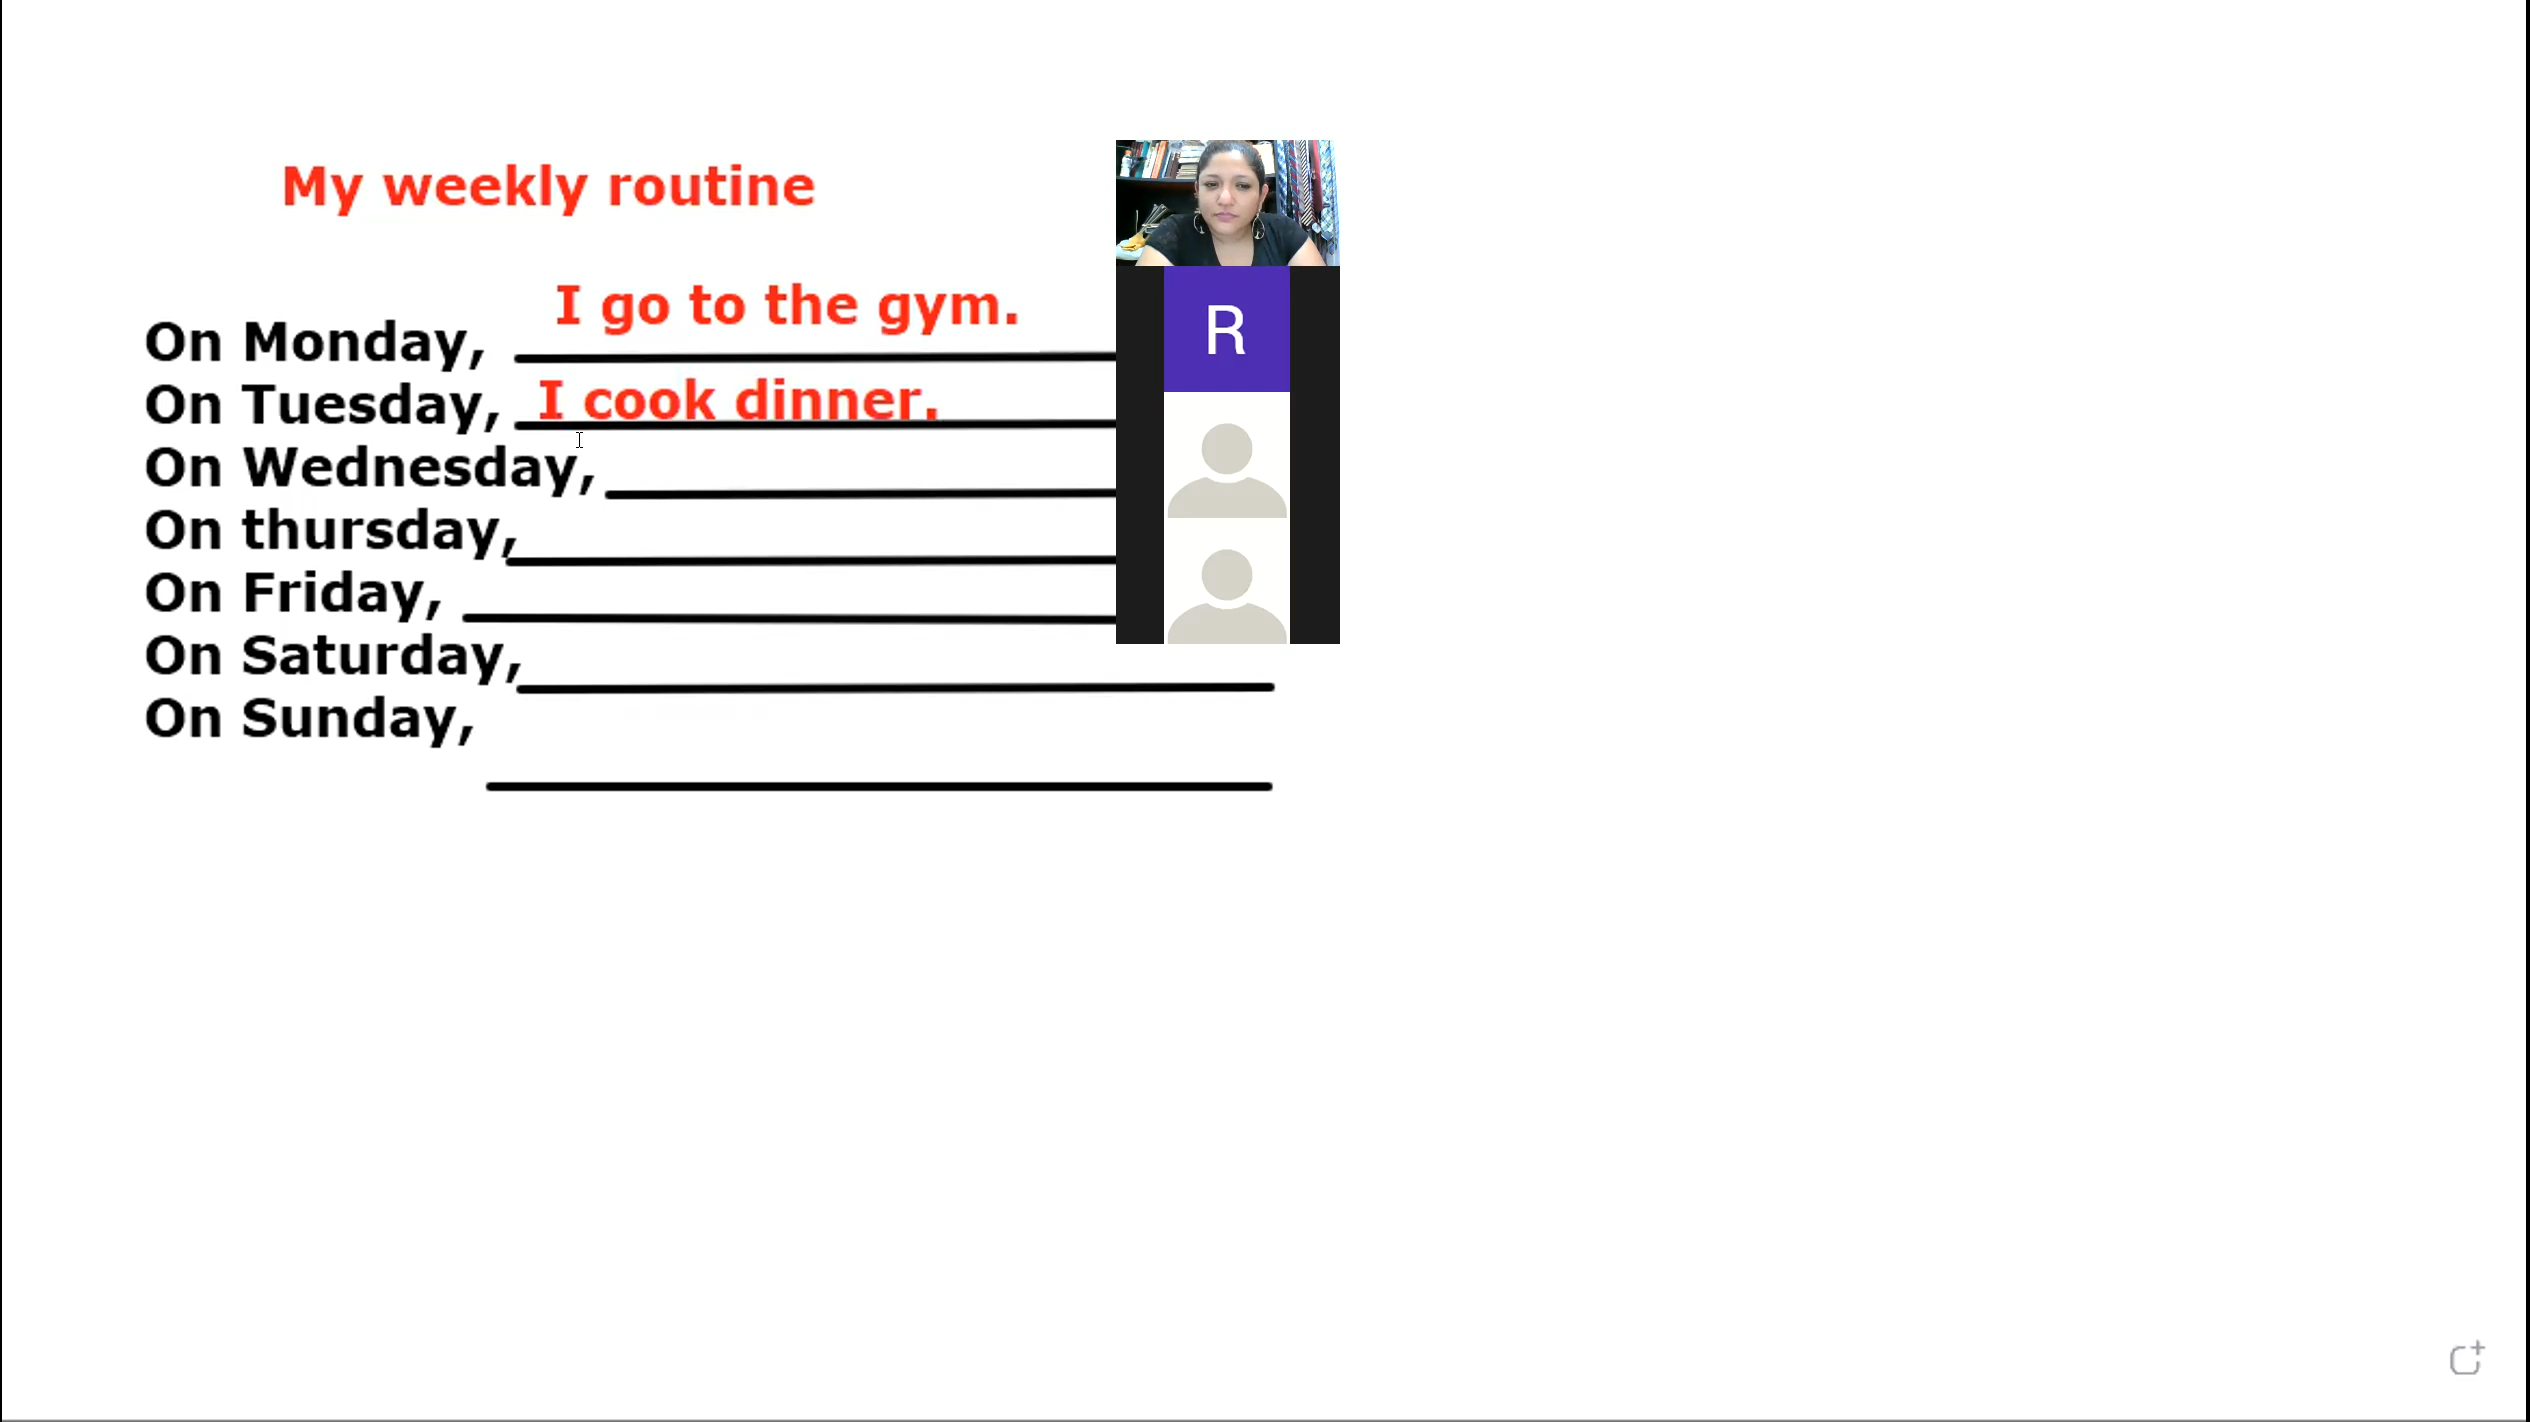 My weekly routine
I go to the gym.
On Monday,
On Tuesday, I cook dinner.
On Wednesday,
On thursday,
On Friday,
On Saturday,
On Sunday,
R